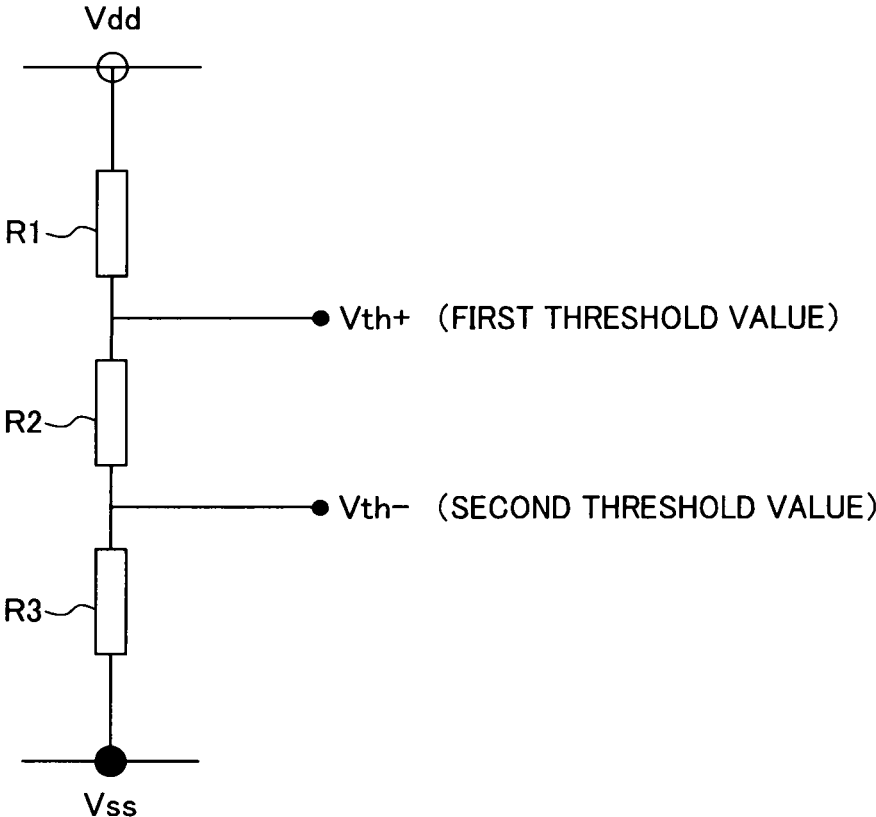 Vdd
R1
Vth+ (FIRST THRESHOLD VALUE)
R2
Vth- (SECOND THRESHOLD VALUE)
R3
Vss